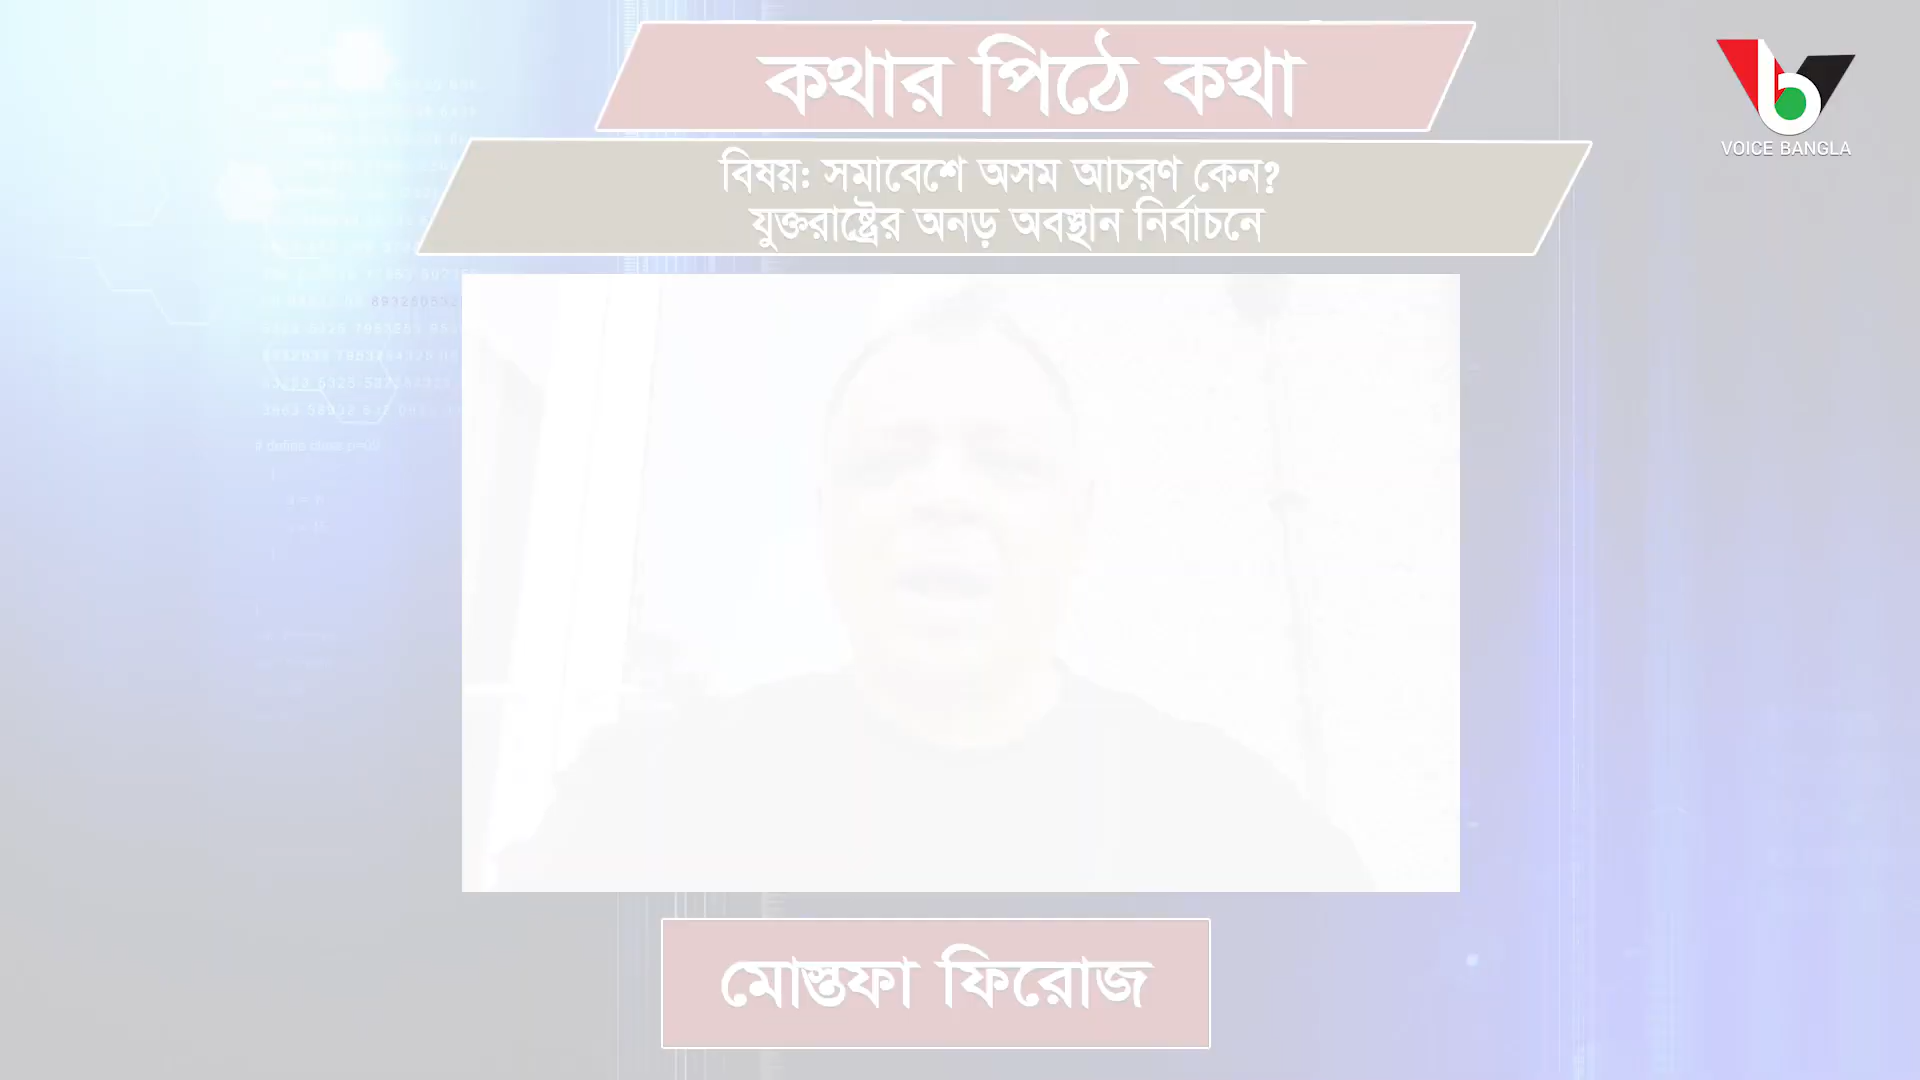 কথার পিঠে কথা
VOICE BANGLA
বিষয়: সমাবেশে অসম আচরণ কেন?
যুক্তরাষ্ট্রের অনড় অবস্থান নির্বাচনে
মোস্তফা ফিরোজ